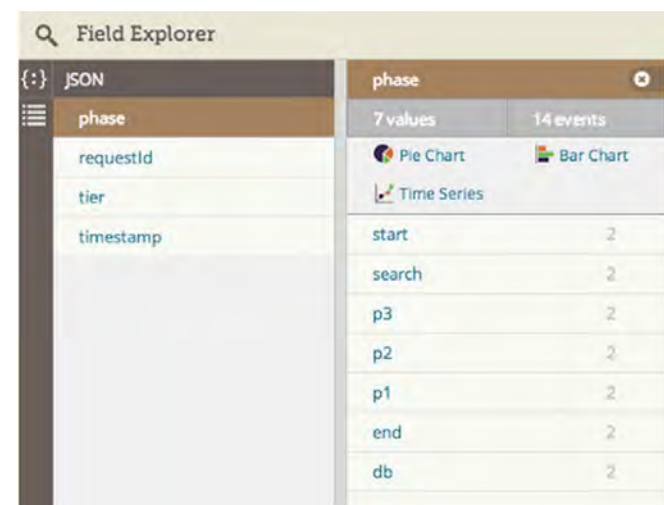 Field Explorer
{:} JSON
phase
requestId
tier
timestamp
phase
7 values 14 events
Pie Chart Bar Chart
Time Series
start 2
search 2
p3 2
p2 2
p1 2
end 2
db 2